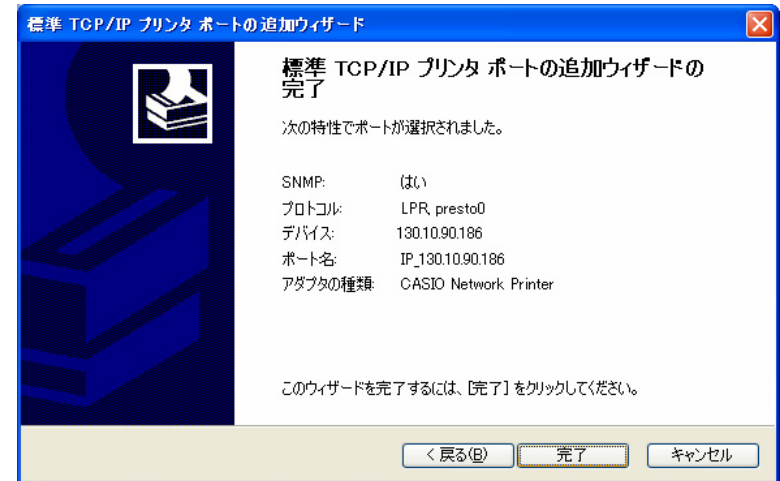 標準 TCP/IP プリンタ ポートの追加ウィザード
標準 TCP/IP プリンタ ポートの追加ウィザードの
完了
次の特性でポートが選択されました。
SNMP: はい
プロトコル: LPR, presto0
デバイス: 130.10.90.186
ポート名: IP_130.10.90.186
アダプタの種類: CASIO Network Printer
このウィザードを完了するには、[完了] をクリックしてください。
< 戻る(B) 完了 キャンセル